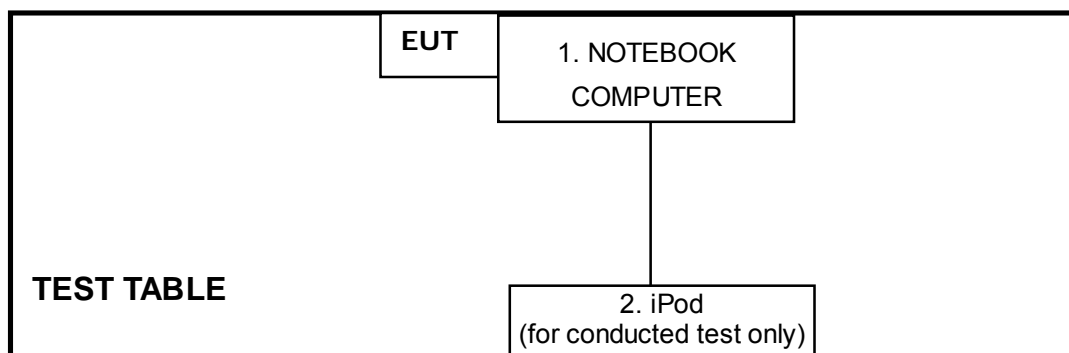 EUT
1. NOTEBOOK
COMPUTER
TEST TABLE
2. iPod
(for conducted test only)